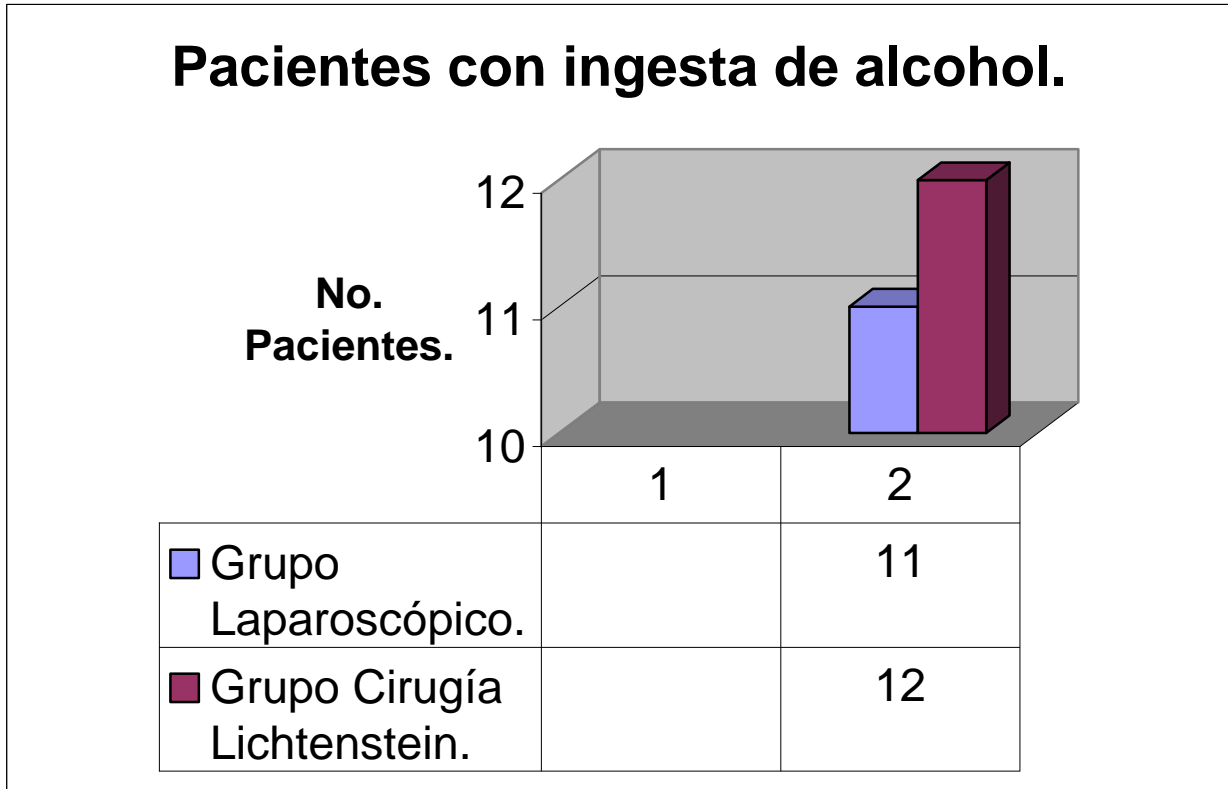 Pacientes con ingesta de alcohol.
12
No.
Pacientes.
11
10
1 2
Grupo
Laparoscópico.
11
Grupo Cirugía
Lichtenstein.
12